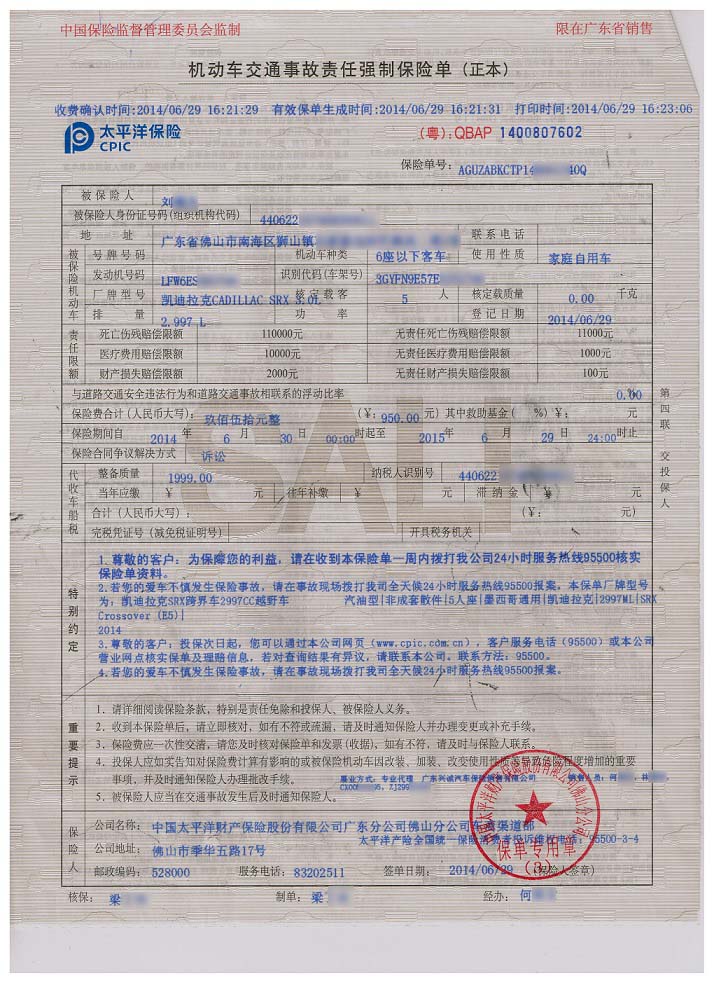 中国保险监督管理委员会监制 限在广东省销售
机动车交通事故责任强制保险单（正本）
收费确认时间:2014/06/29 16:21:29 有效保单生成时间:2014/06/29 16:21:31 打印时间:2014/06/29 16:23:06
太平洋保险
CPIC
（粤）：QBAP 1400807602
保险单号： AGUZABKCTP14 40Q
被保险人 刘
被保险人身份证号码(组织机构代码) 440622
地址 广东省佛山市南海区狮山镇 联系电话
被保险机动车
号牌号码 机动车种类 6座以下客车 使用性质 家庭自用车
发动机号码 LFW6ES 识别代码(车架号) 3GYFN9E57E
厂牌型号 凯迪拉克CADILLAC SRX 3.0L 核定载客 5 人 核定载质量 0.00 千克
排量 2.997 L 功率 登记日期 2014/06/29
责任限额
死亡伤残赔偿限额 110000元 无责任死亡伤残赔偿限额 11000元
医疗费用赔偿限额 10000元 无责任医疗费用赔偿限额 1000元
财产损失赔偿限额 2000元 无责任财产损失赔偿限额 100元
与道路交通安全违法行为和道路交通事故相联系的浮动比率 0.00 %
保险费合计（人民币大写）： 玖佰伍拾元整 （¥： 950.00 元）其中救助基金（ %）¥： 元
保险期间自 2014 年 6 月 30 日 00:00 时起至 2015 年 6 月 29 日 24:00 时止
保险合同争议解决方式 诉讼
代收车船税
整备质量 1999.00 纳税人识别号 440622
当年应缴 ¥ 元 往年补缴 ¥ 元 滞纳金 ¥ 元
合计（人民币大写）： （¥： 元）
完税凭证号（减免税证明号） 开具税务机关
第四联 交投保人
SALI
特别约定
1.尊敬的客户：为保障您的利益，请在收到本保险单一周内拨打我公司24小时服务热线95500核实
保险单资料。
2.若您的爱车不慎发生保险事故，请在事故现场拨打我司全天候24小时服务热线95500报案，本保单厂牌型号
为：凯迪拉克SRX跨界车2997CC越野车 汽油型|非成套散件|5人座|墨西哥通用|凯迪拉克|2997ML|SRX
Crossover (E5)|
2014
3.尊敬的客户：投保次日起，您可以通过本公司网页（www.cpic.com.cn），客户服务电话（95500）或本公司
营业网点核实保单及理赔信息，若对查询结果有异议，请联系本公司。联系方法：95500。
4.若您的爱车不慎发生保险事故，请在事故现场拨打我司全天候24小时服务热线95500报案。
重要提示
1．请详细阅读保险条款，特别是责任免除和投保人、被保险人义务。
2．收到本保险单后，请立即核对，如有不符或疏漏，请及时通知保险人并办理变更或补充手续。
3．保险费应一次性交清，请您及时核对保险单和发票（收据），如有不符，请及时与保险人联系。
4．投保人应如实告知对保险费计算有影响的或被保险机动车因改装、加装、改变使用性质等导致危险程度增加的重要
事项，并及时通知保险人办理批改手续。
5．被保险人应当在交通事故发生后及时通知保险人。
展业方式：专业代理 广东兴诚汽车保险销售有限公司 销售人员：何 ，林
CX00 5，ZJ299
保险人
公司名称： 中国太平洋财产保险股份有限公司广东分公司佛山分公司车商渠道部
太平洋产险全国统一保险消费者投诉维权电话：95500-3-4
公司地址： 佛山市季华五路17号
邮政编码： 528000 服务电话： 83202511 签单日期： 2014/06/29 （保险人签章）
保单专用章
(3)
核保： 梁 制单： 梁 经办： 何